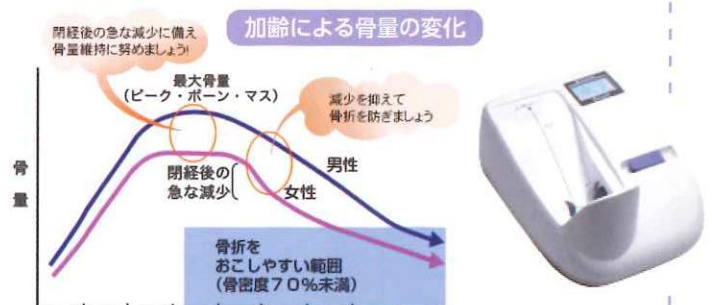 加齢による骨量の変化
閉経後の急な減少に備え
骨量維持に努めましょう!
最大骨量
(ピーク・ボーン・マス)
減少を抑えて
骨折を防ぎましょう
骨
量
男性
閉経後の
急な減少
女性
骨折を
おこしやすい範囲
(骨密度70%未満)